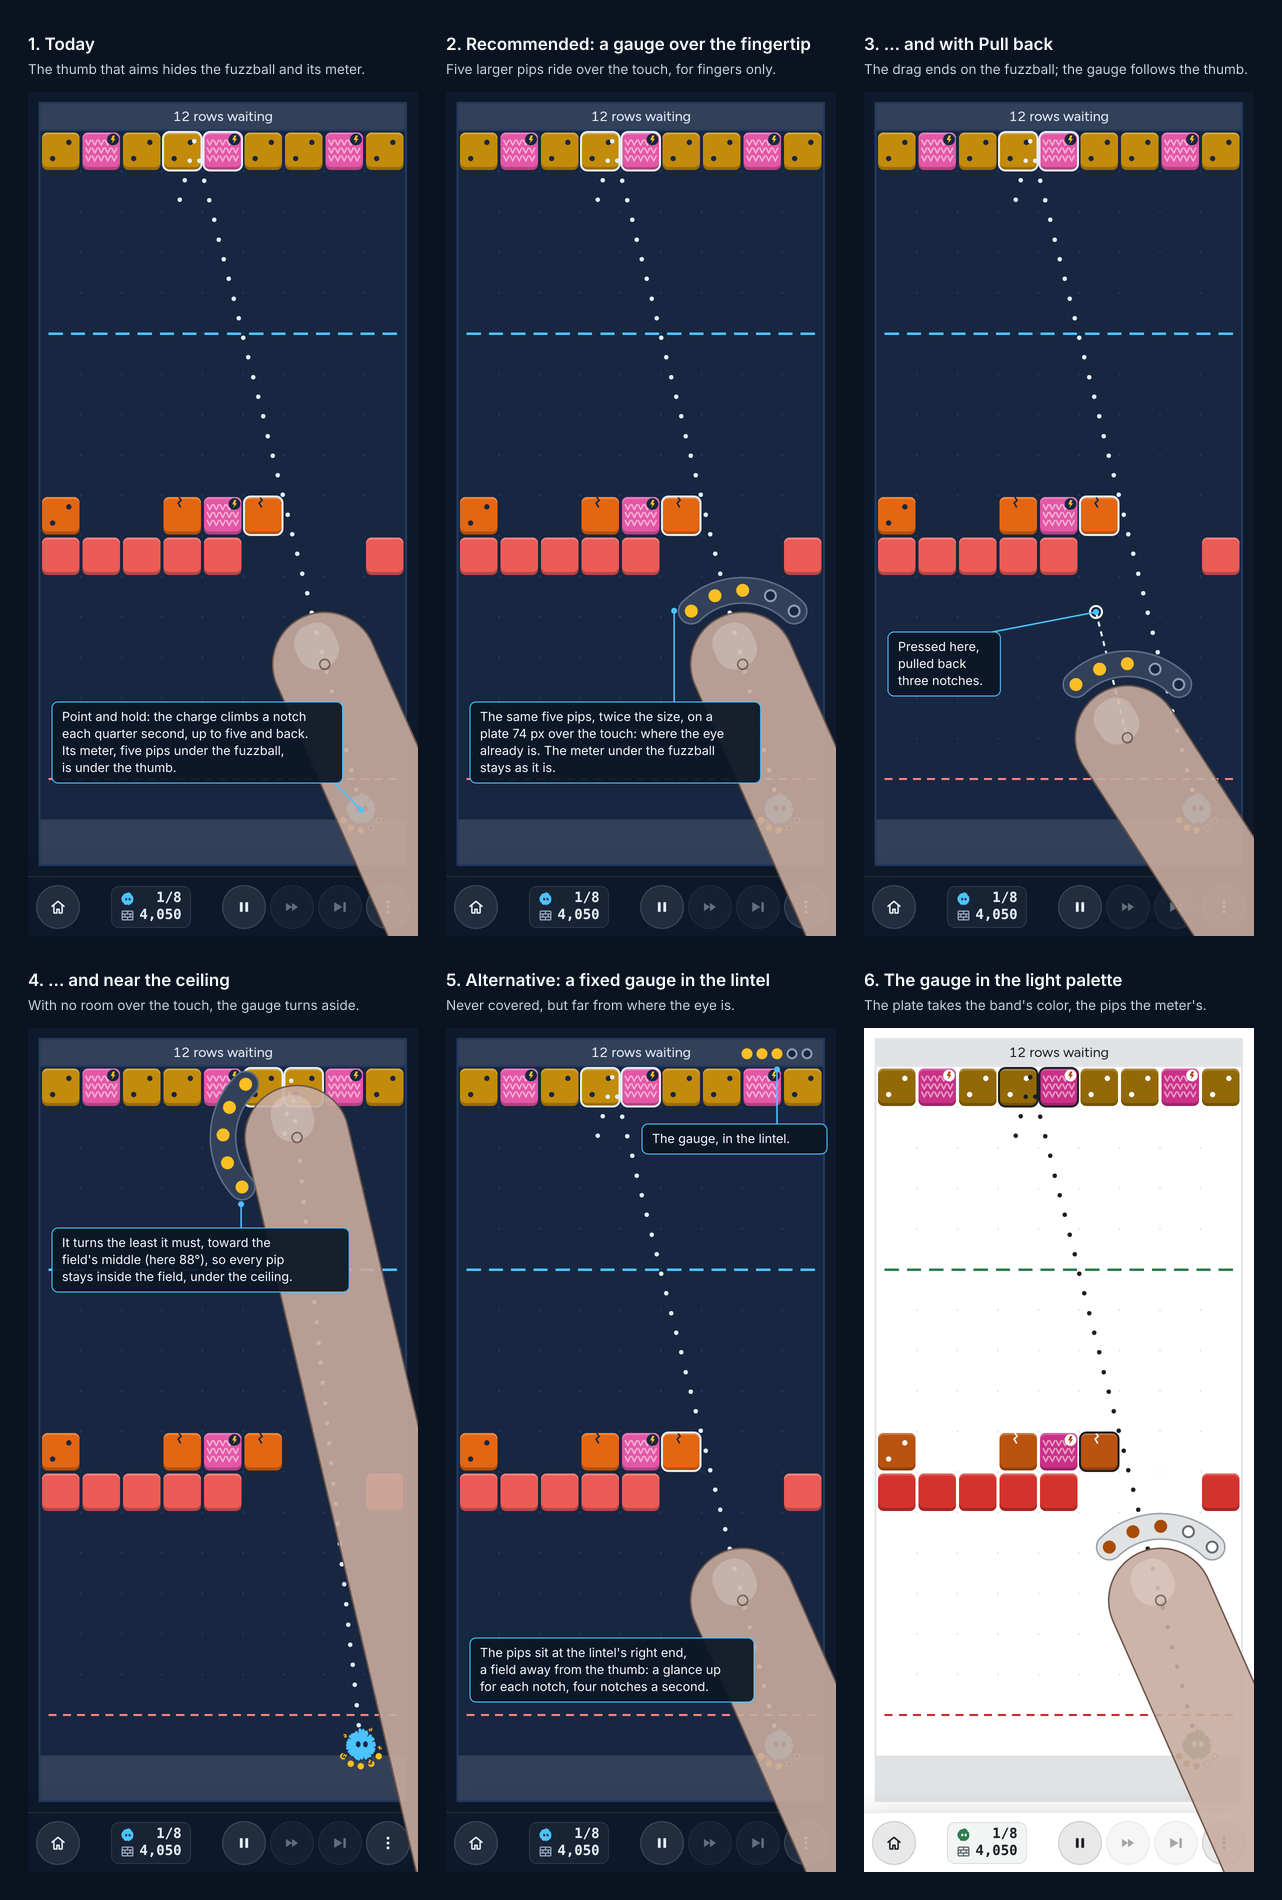 1. Today
The thumb that aims hides the fuzzball and its meter.
12 rows waiting
Point and hold: the charge climbs a notch
each quarter second, up to five and back.
Its meter, five pips under the fuzzball,
is under the thumb.
1/8
4,050
2. Recommended: a gauge over the fingertip
Five larger pips ride over the touch, for fingers only.
12 rows waiting
The same five pips, twice the size, on a
plate 74 px over the touch: where the eye
already is. The meter under the fuzzball
stays as it is.
1/8
4,050
3. ... and with Pull back
The drag ends on the fuzzball; the gauge follows the thumb.
12 rows waiting
Pressed here,
pulled back
three notches.
1/8
4,050
4. ... and near the ceiling
With no room over the touch, the gauge turns aside.
12 rows waiting
It turns the least it must, toward the
field's middle (here 88°), so every pip
stays inside the field, under the ceiling.
1/8
4,050
5. Alternative: a fixed gauge in the lintel
Never covered, but far from where the eye is.
12 rows waiting
The gauge, in the lintel.
The pips sit at the lintel's right end,
a field away from the thumb: a glance up
for each notch, four notches a second.
1/8
4,050
6. The gauge in the light palette
The plate takes the band's color, the pips the meter's.
12 rows waiting
1/8
4,050